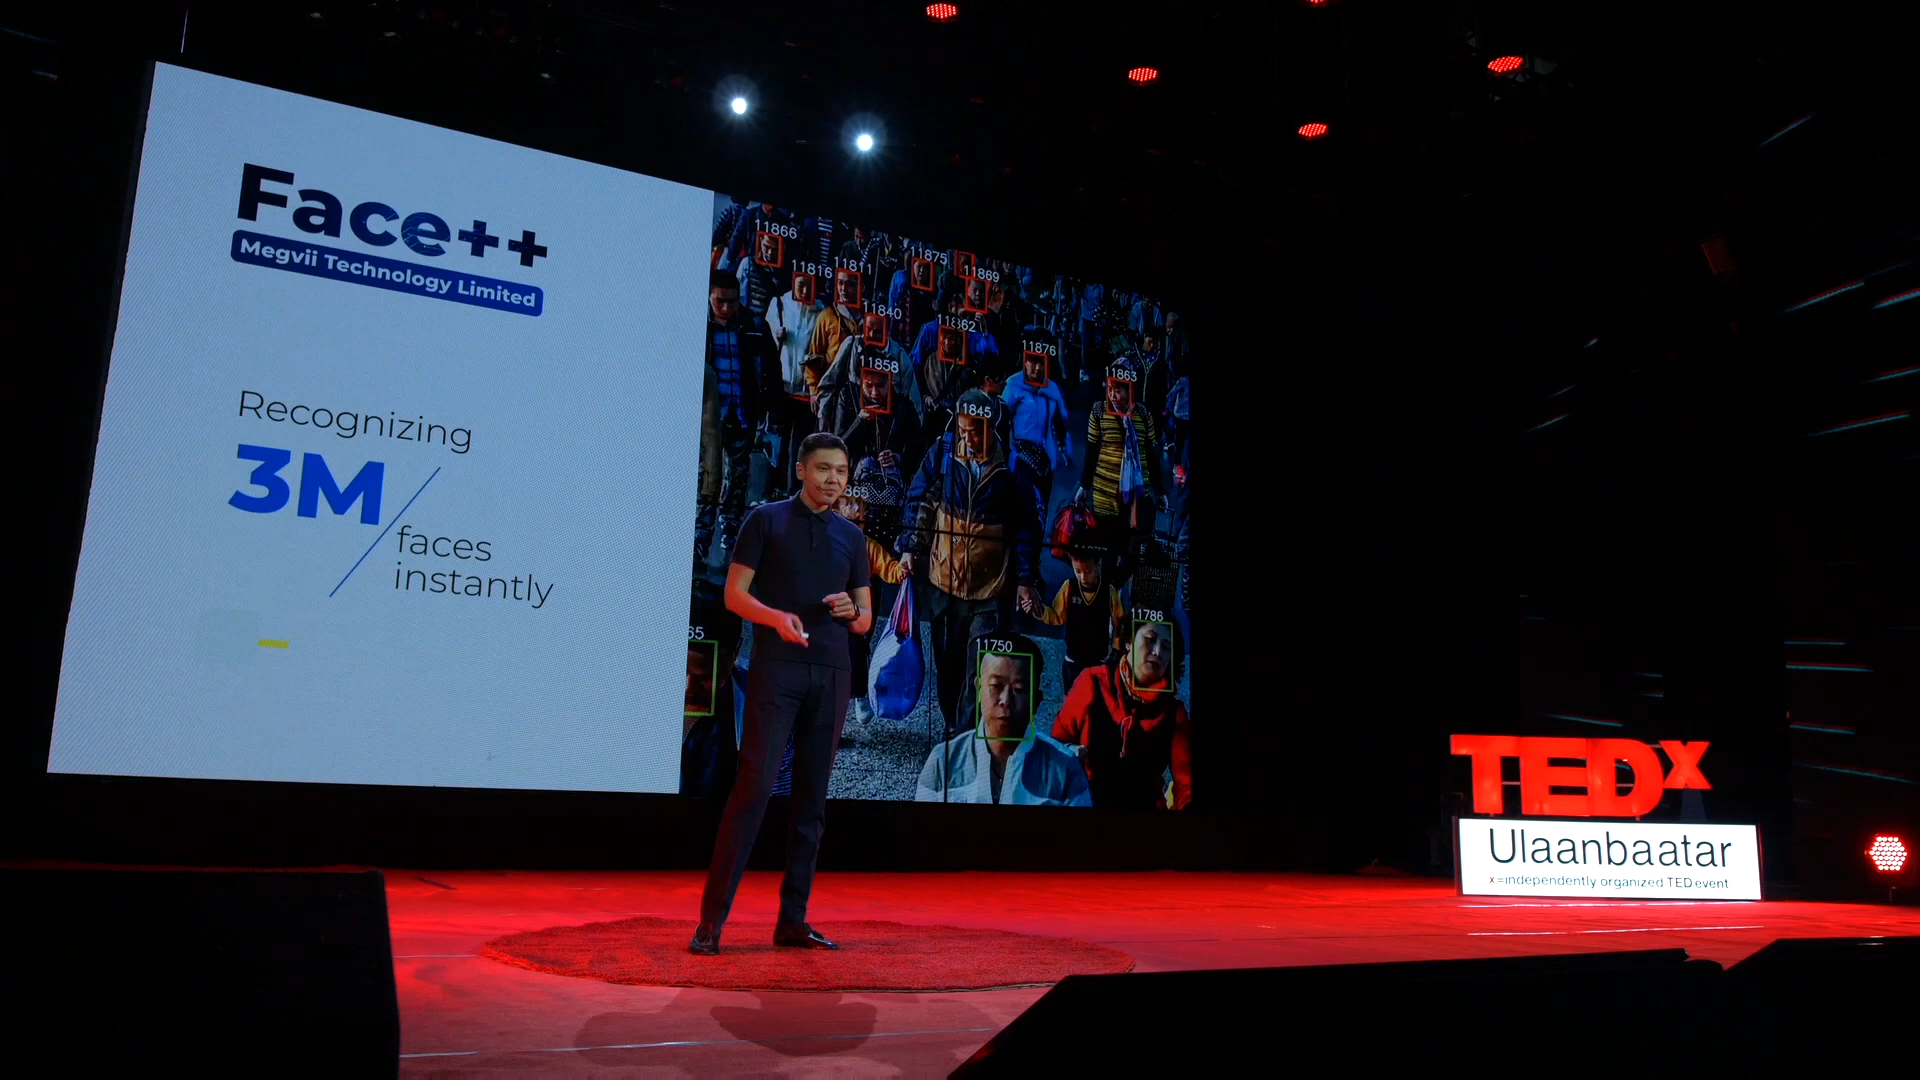 Face++
Megvii Technology Limited
Recognizing
3M
faces
instantly
11866
11875
11869
11816
11811
11840
11862
11858
11876
11863
11845
11786
11750
TEDx
Ulaanbaatar
x=independently organized TED event